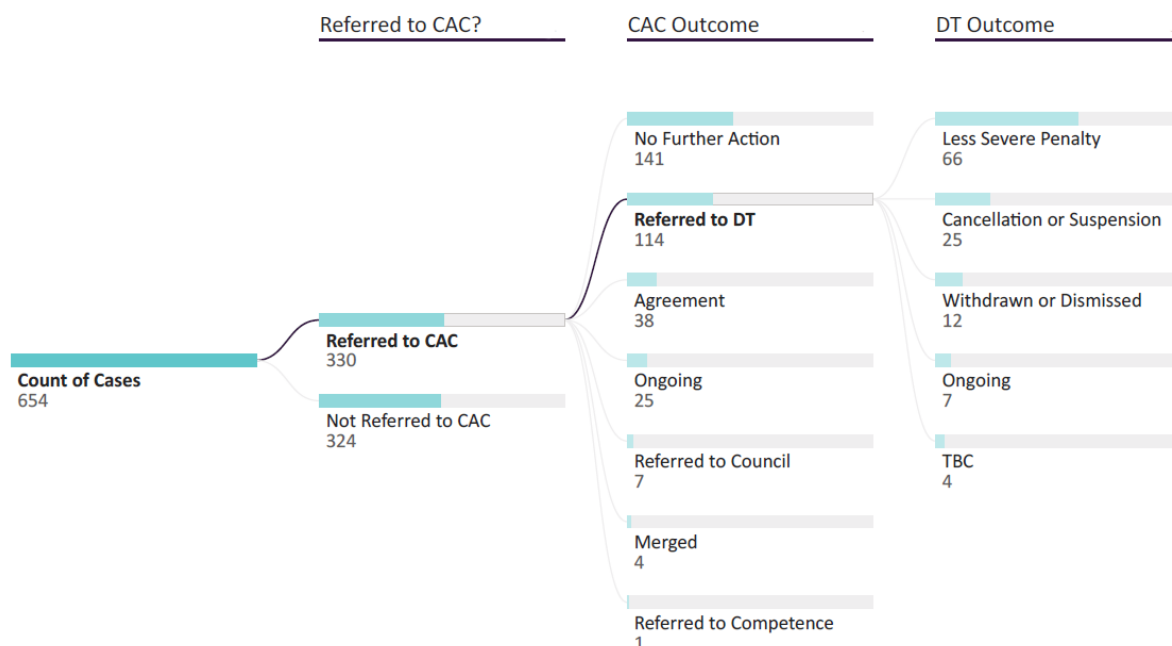 Referred to CAC?
CAC Outcome
DT Outcome
Count of Cases
654
Referred to CAC
330
Not Referred to CAC
324
No Further Action
141
Referred to DT
114
Agreement
38
Ongoing
25
Referred to Council
7
Merged
4
Referred to Competence
1
Less Severe Penalty
66
Cancellation or Suspension
25
Withdrawn or Dismissed
12
Ongoing
7
TBC
4